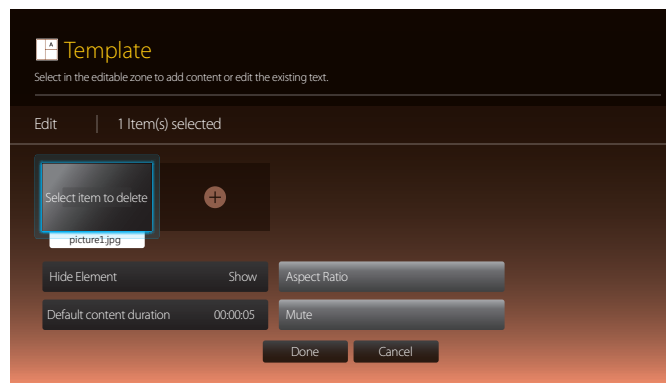 A
Template
Select in the editable zone to add content or edit the existing text.
Edit | 1 Item(s) selected
Select item to delete
+
picture1.jpg
Hide Element Show Aspect Ratio
Default content duration 00:00:05 Mute
Done Cancel